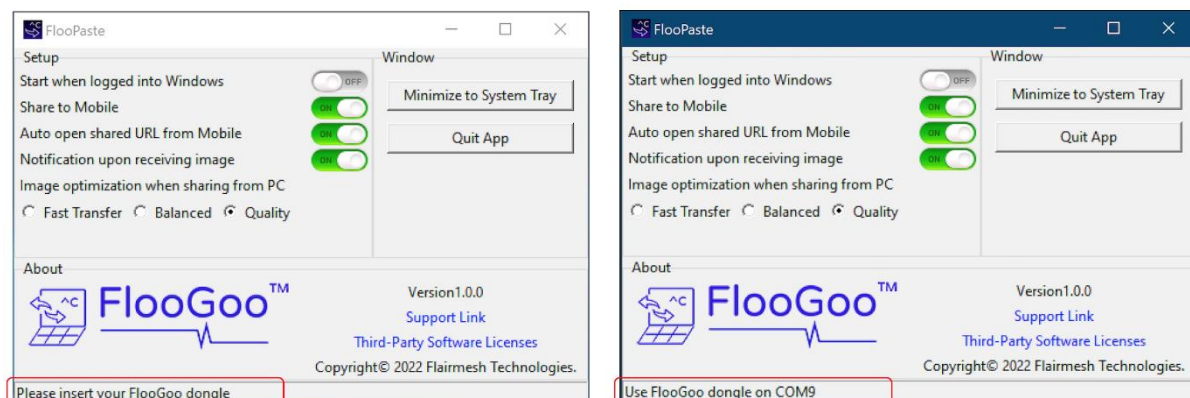 FlooPaste
Setup
Window
Start when logged into Windows
OFF
Minimize to System Tray
Share to Mobile
ON
Auto open shared URL from Mobile
ON
Quit App
Notification upon receiving image
ON
Image optimization when sharing from PC
Fast Transfer Balanced Quality
About
^C FlooGoo™
Version1.0.0
Support Link
Third-Party Software Licenses
Copyright© 2022 Flairmesh Technologies.
Please insert your FlooGoo dongle
FlooPaste
Setup
Window
Start when logged into Windows
OFF
Minimize to System Tray
Share to Mobile
ON
Auto open shared URL from Mobile
ON
Quit App
Notification upon receiving image
ON
Image optimization when sharing from PC
Fast Transfer Balanced Quality
About
^C FlooGoo™
Version1.0.0
Support Link
Third-Party Software Licenses
Copyright© 2022 Flairmesh Technologies.
Use FlooGoo dongle on COM9